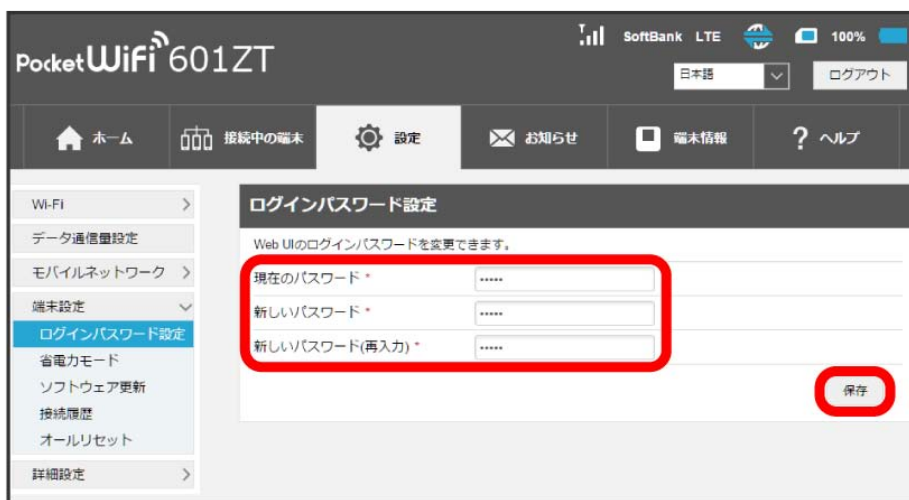 Pocket WiFi 601ZT
SoftBank LTE 100%
日本語 ログアウト
ホーム 接続中の端末 設定 お知らせ 端末情報 ? ヘルプ
Wi-Fi
データ通信量設定
モバイルネットワーク
端末設定
ログインパスワード設定
省電力モード
ソフトウェア更新
接続履歴
オールリセット
詳細設定
ログインパスワード設定
Web UIのログインパスワードを変更できます。
現在のパスワード * •••••
新しいパスワード * •••••
新しいパスワード(再入力) * •••••
保存